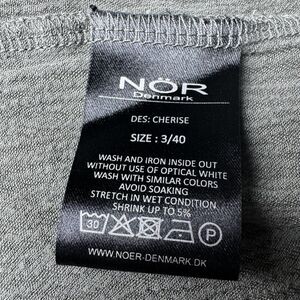 NÖR
Denmark
DES: CHERISE
SIZE : 3/40
WASH AND IRON INSIDE OUT
WITHOUT USE OF OPTICAL WHITE
WASH WITH SIMILAR COLORS
AVOID SOAKING
STRETCH IN WET CONDITION
SHRINK UP TO 5%
30 P
WWW.NOER-DENMARK.DK